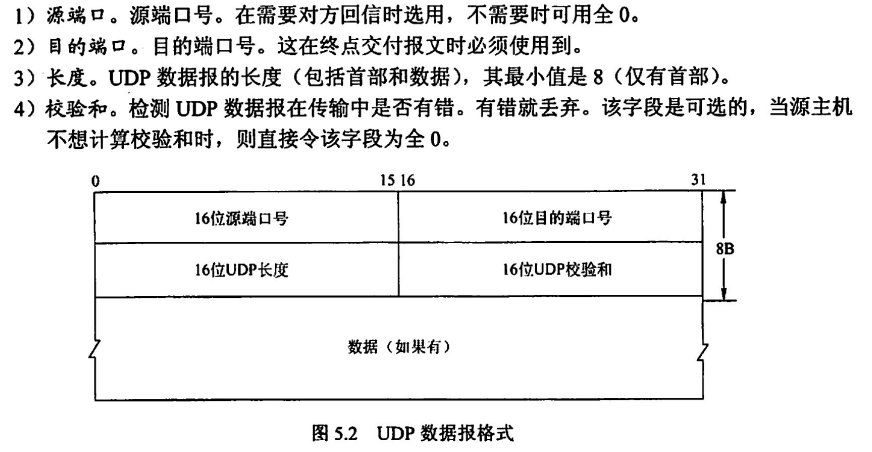 1）源端口。源端口号。在需要对方回信时选用，不需要时可用全 0。
2）目的端口。目的端口号。这在终点交付报文时必须使用到。
3）长度。UDP 数据报的长度（包括首部和数据），其最小值是 8（仅有首部）。
4）校验和。检测 UDP 数据报在传输中是否有错。有错就丢弃。该字段是可选的，当源主机
不想计算校验和时，则直接令该字段为全 0。
0 15 16 31
16位源端口号 16位目的端口号
8B
16位UDP长度 16位UDP校验和
数据（如果有）
图 5.2 UDP 数据报格式